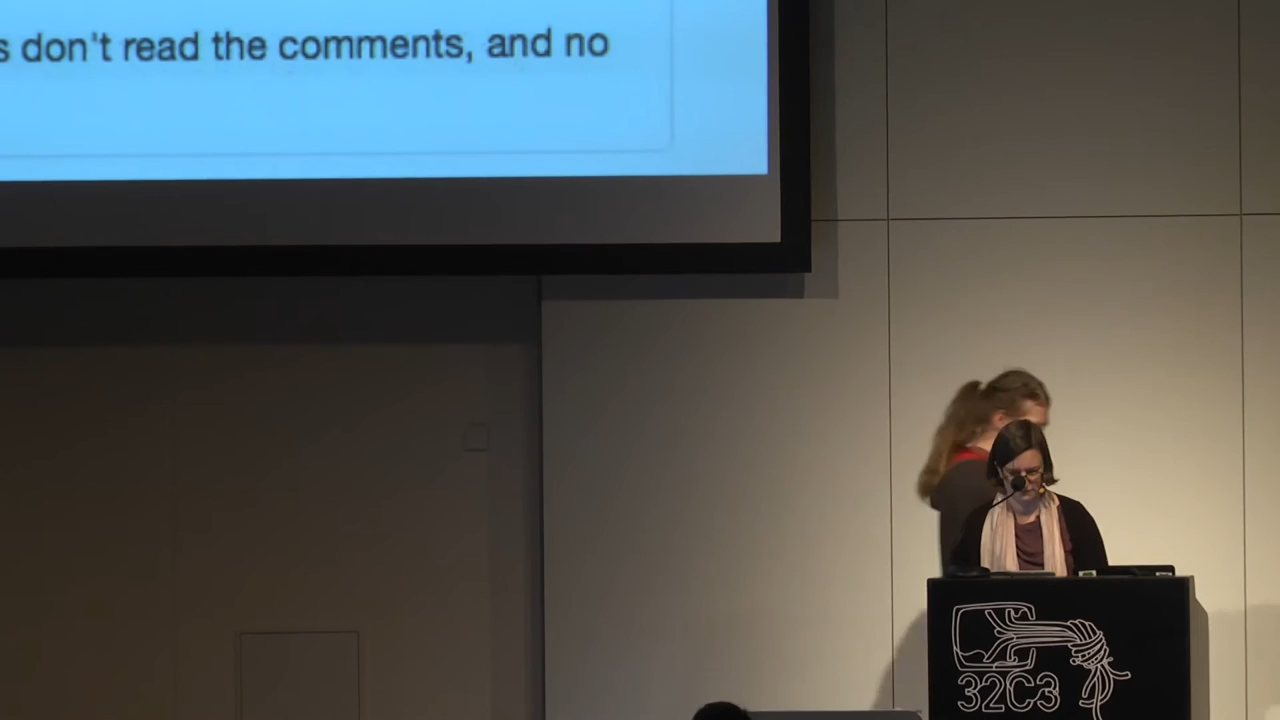 don't read the comments, and no
32C3